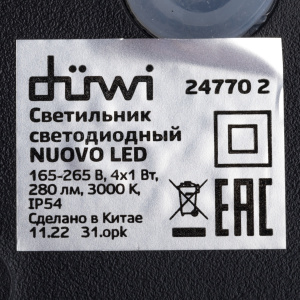 düwi 24770 2
Светильник
светодиодный
NUOVO LED
165-265 В, 4x1 Вт,
280 лм, 3000 К,
IP54
Сделано в Китае
11.22 31.opk
EAC